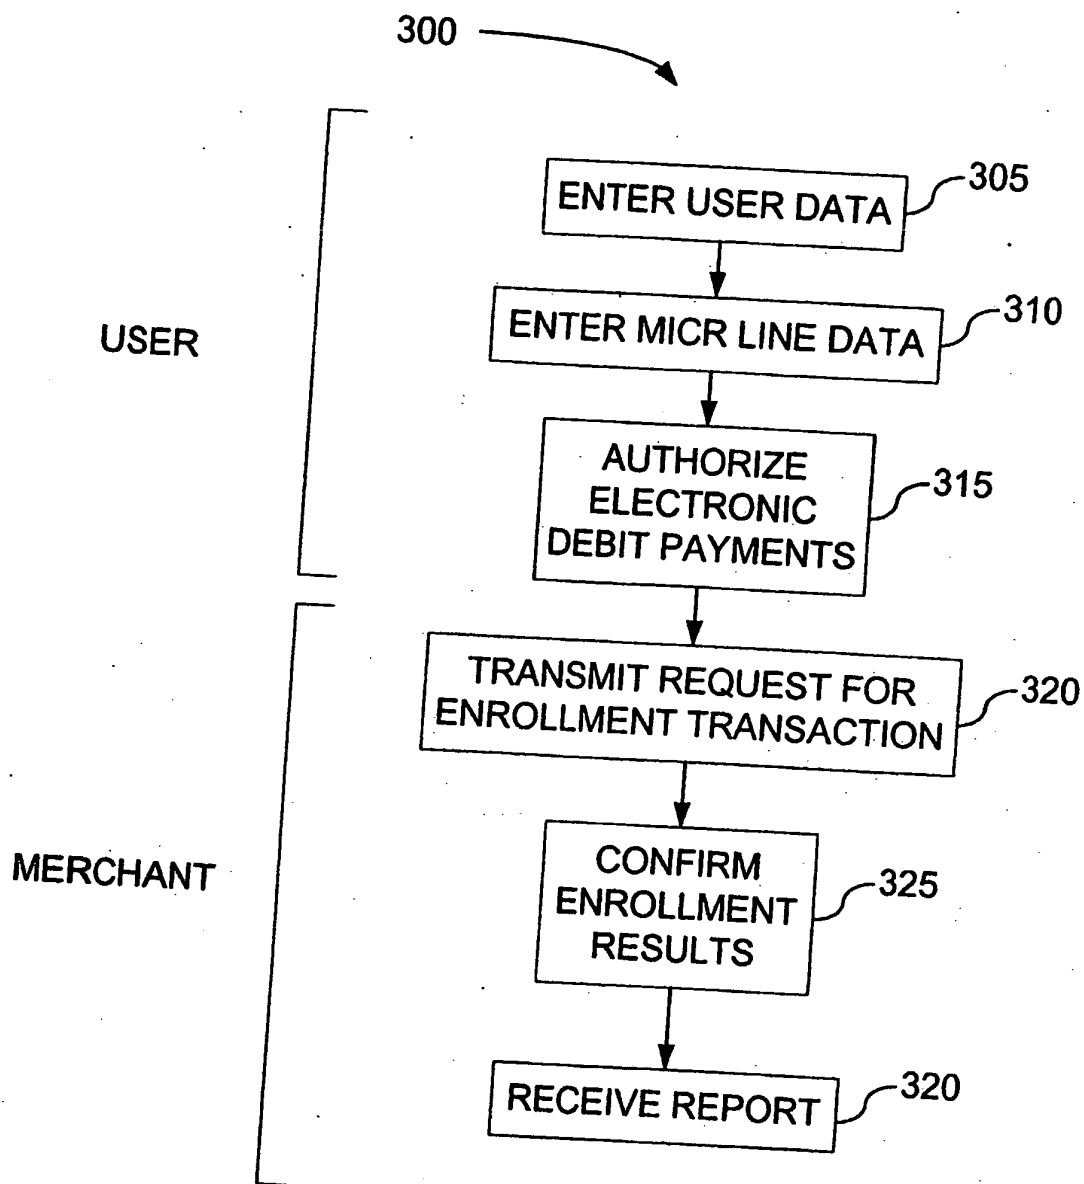 300
ENTER USER DATA
305
ENTER MICR LINE DATA
310
USER
AUTHORIZE
ELECTRONIC
DEBIT PAYMENTS
315
TRANSMIT REQUEST FOR
ENROLLMENT TRANSACTION
320
MERCHANT
CONFIRM
ENROLLMENT
RESULTS
325
RECEIVE REPORT
320